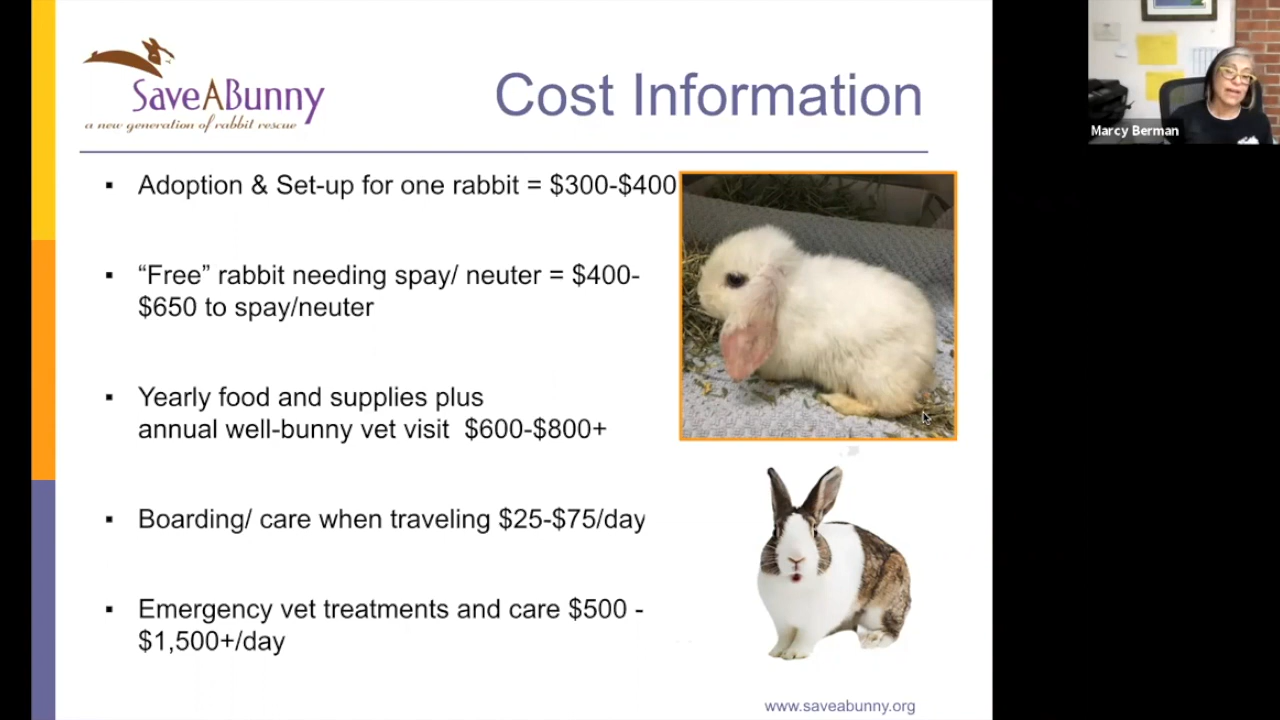 SaveABunny
a new generation of rabbit rescue
Cost Information
▪ Adoption & Set-up for one rabbit = $300-$400
▪ “Free” rabbit needing spay/ neuter = $400-
$650 to spay/neuter
▪ Yearly food and supplies plus
annual well-bunny vet visit $600-$800+
▪ Boarding/ care when traveling $25-$75/day
▪ Emergency vet treatments and care $500 -
$1,500+/day
www.saveabunny.org
Marcy Berman